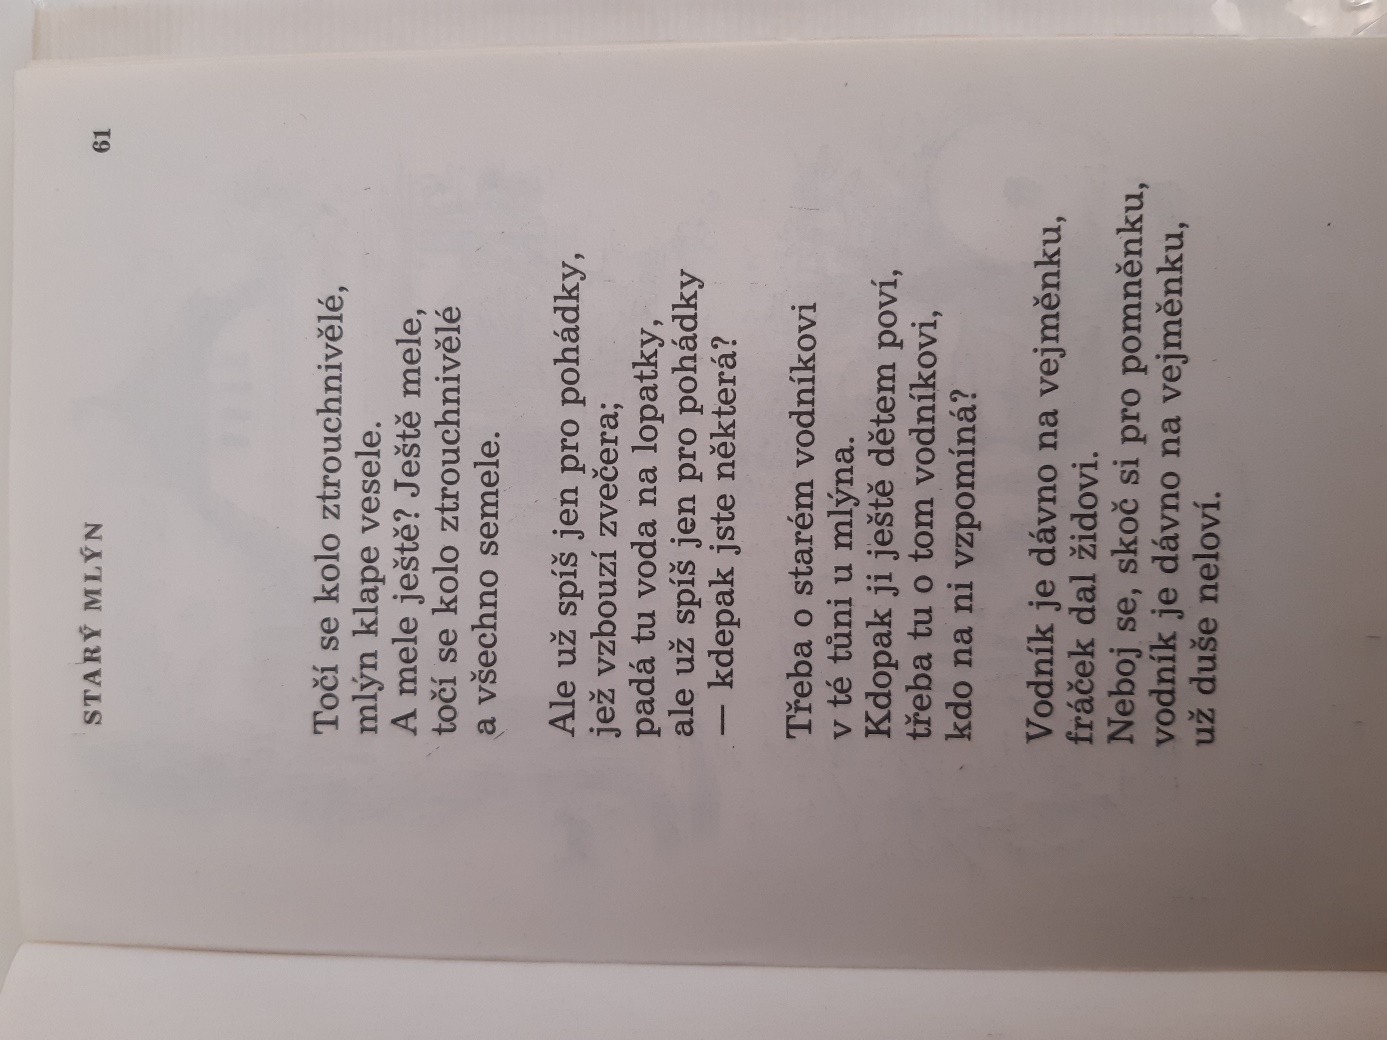 STARÝ MLÝN 61
Točí se kolo ztrouchnivělé,
mlýn klape vesele.
A mele ještě? Ještě mele,
točí se kolo ztrouchnivělé
a všechno semele.
Ale už spíš jen pro pohádky,
jež vzbouzí zvečera;
padá tu voda na lopatky,
ale už spíš jen pro pohádky
— kdepak jste některá?
Třeba o starém vodníkovi
v té tůni u mlýna.
Kdopak ji ještě dětem poví,
třeba tu o tom vodníkovi,
kdo na ni vzpomíná?
Vodník je dávno na vejměnku,
fráček dal židovi.
Neboj se, skoč si pro pomněnku,
vodník je dávno na vejměnku,
už duše neloví.